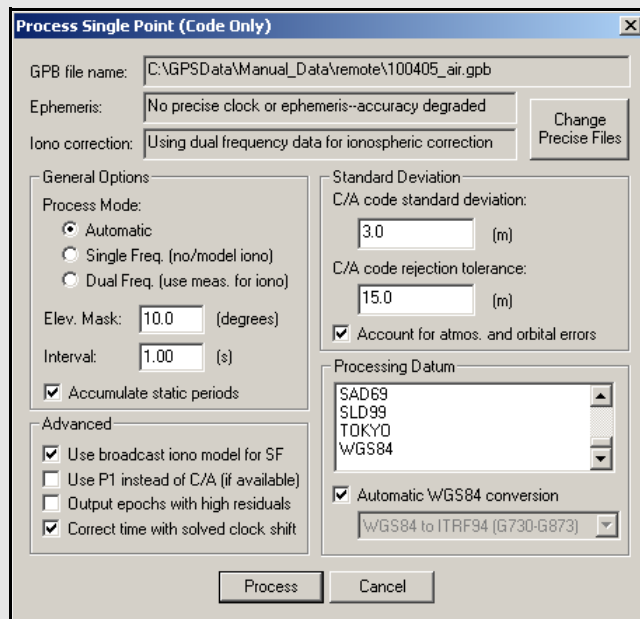 Process Single Point (Code Only)
GPB file name: C:\GPSData\Manual_Data\remote\100405_air.gpb
Ephemeris: No precise clock or ephemeris--accuracy degraded
Iono correction: Using dual frequency data for ionospheric correction
Change
Precise Files
General Options
Process Mode:
Automatic
Single Freq. (no/model iono)
Dual Freq. (use meas. for iono)
Elev. Mask: 10.0 (degrees)
Interval: 1.00 (s)
Accumulate static periods
Advanced
Use broadcast iono model for SF
Use P1 instead of C/A (if available)
Output epochs with high residuals
Correct time with solved clock shift
Standard Deviation
C/A code standard deviation:
3.0 (m)
C/A code rejection tolerance:
15.0 (m)
Account for atmos. and orbital errors
Processing Datum
SAD69
SLD99
TOKYO
WGS84
Automatic WGS84 conversion
WGS84 to ITRF94 (G730-G873)
Process
Cancel